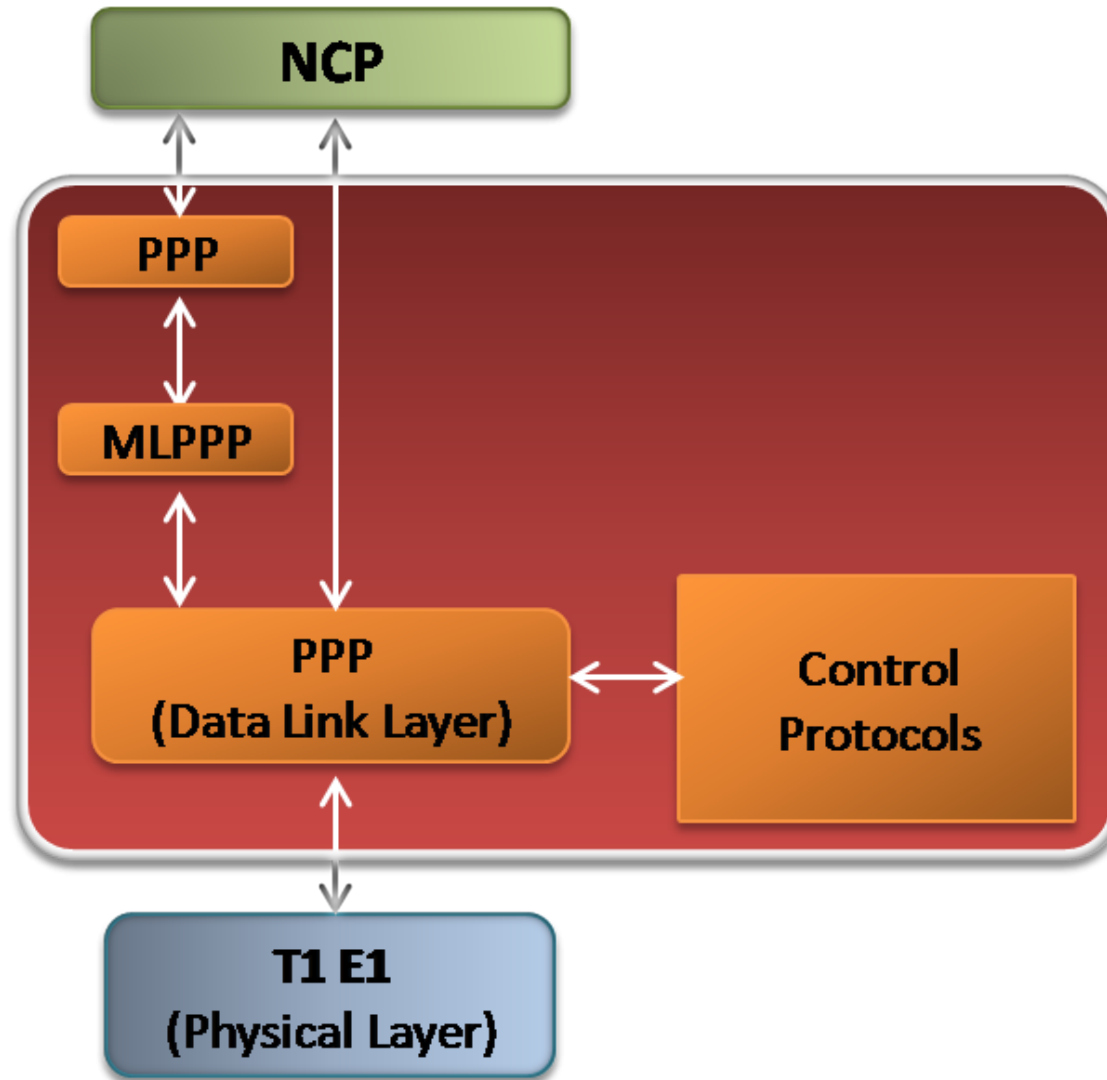 NCP
PPP
MLPPP
PPP
(Data Link Layer)
Control
Protocols
T1 E1
(Physical Layer)